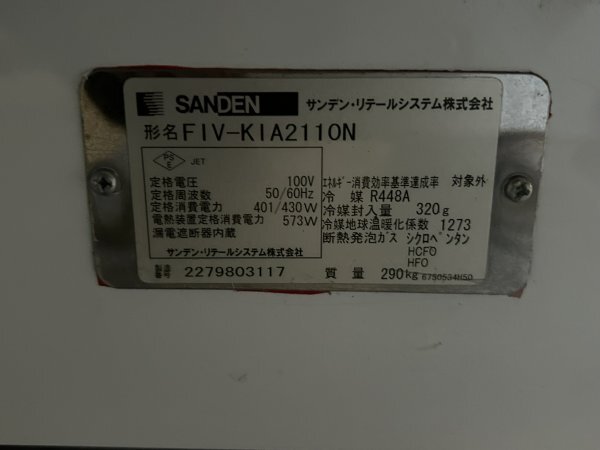 SANDEN サンデン・リテールシステム株式会社
形名 FIV-KIA2110N
PS E JET
定格電圧 100V
定格周波数 50/60Hz
定格消費電力 401/430W
電熱装置定格消費電力 573W
漏電遮断器内蔵
サンデン・リテールシステム株式会社
エネルギー消費効率基準達成率 対象外
冷媒 R448A
冷媒封入量 320g
冷媒地球温暖化係数 1273
断熱発泡ガス シクロペンタン
HCFO
HFO
製造番号 2279803117
質量 290kg
6750534H50